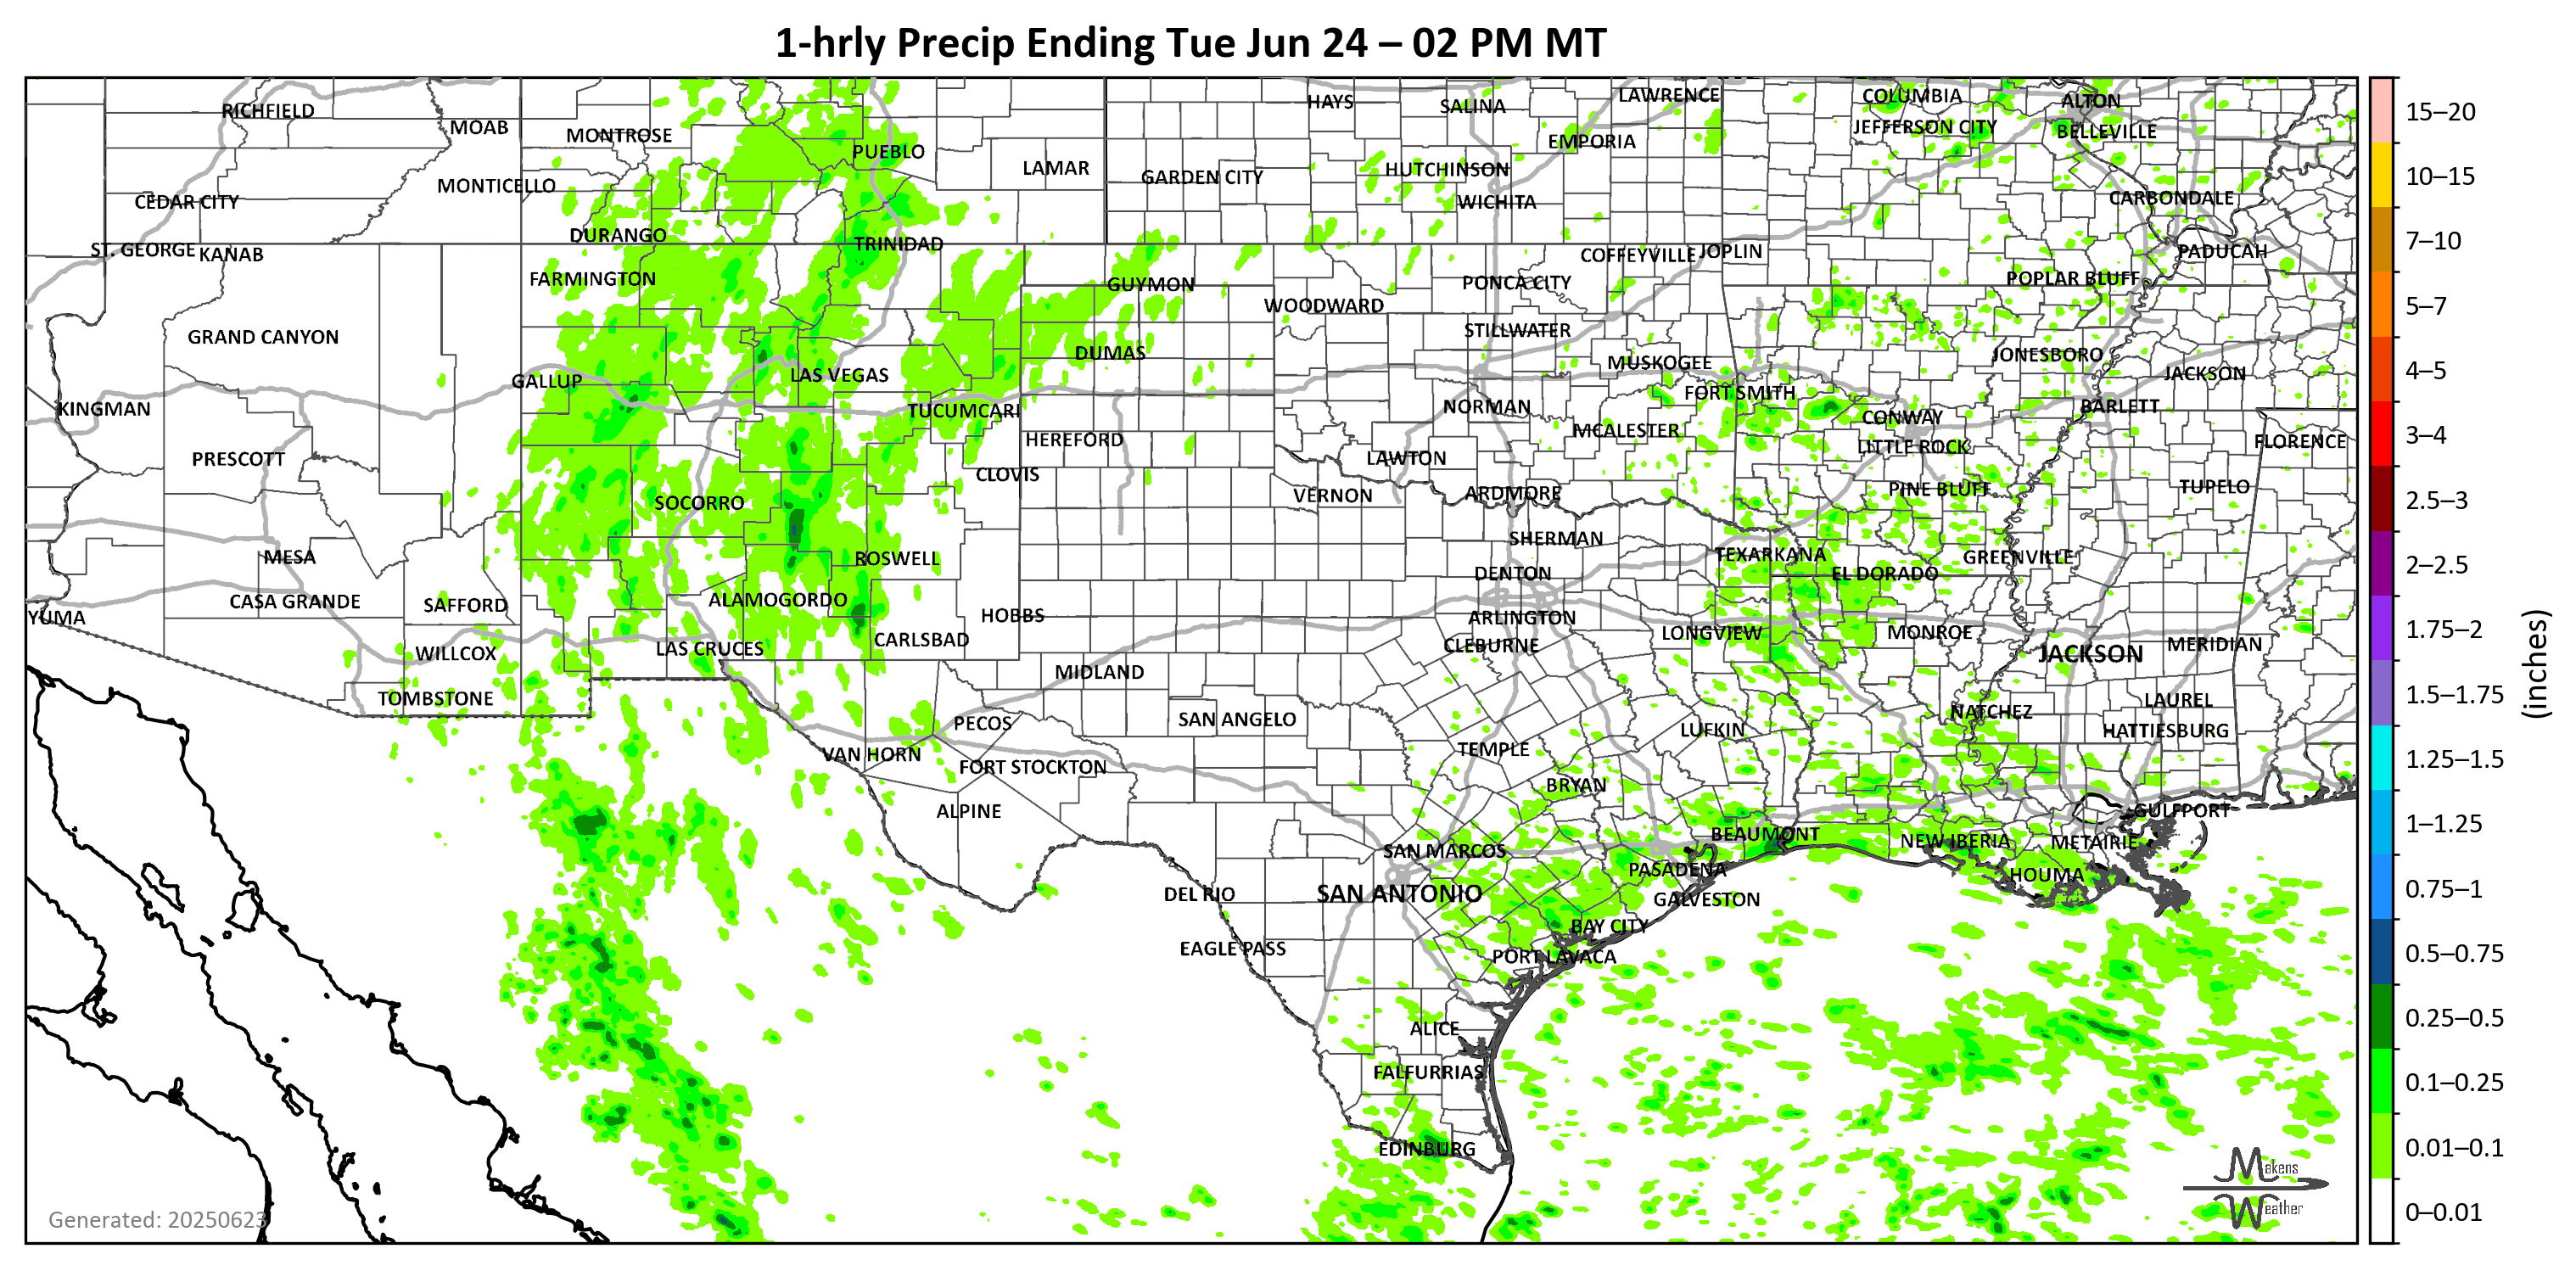 1-hrly Precip Ending Tue Jun 24 – 02 PM MT
RICHFIELD
MOAB
MONTROSE
PUEBLO
LAMAR
HAYS
SALINA
LAWRENCE
COLUMBIA
ALTON
EMPORIA
JEFFERSON CITY
BELLEVILLE
CEDAR CITY
MONTICELLO
GARDEN CITY
HUTCHINSON
WICHITA
CARBONDALE
ST. GEORGE
KANAB
DURANGO
TRINIDAD
COFFEYVILLE
JOPLIN
PADUCAH
FARMINGTON
GUYMON
WOODWARD
PONCA CITY
POPLAR BLUFF
GRAND CANYON
DUMAS
STILLWATER
MUSKOGEE
JONESBORO
JACKSON
KINGMAN
GALLUP
LAS VEGAS
TUCUMCARI
NORMAN
FORT SMITH
CONWAY
BARLETT
PRESCOTT
HEREFORD
LAWTON
MCALESTER
LITTLE ROCK
FLORENCE
SOCORRO
CLOVIS
VERNON
ARDMORE
PINE BLUFF
TUPELO
MESA
ROSWELL
SHERMAN
TEXARKANA
GREENVILLE
DENTON
EL DORADO
YUMA
CASA GRANDE
SAFFORD
ALAMOGORDO
HOBBS
ARLINGTON
WILLCOX
LAS CRUCES
CARLSBAD
CLEBURNE
LONGVIEW
MONROE
JACKSON
MERIDIAN
TOMBSTONE
MIDLAND
PECOS
SAN ANGELO
LUFKIN
NATCHEZ
LAUREL
VAN HORN
FORT STOCKTON
TEMPLE
HATTIESBURG
ALPINE
BRYAN
GULFPORT
SAN MARCOS
BEAUMONT
NEW IBERIA
METAIRIE
DEL RIO
SAN ANTONIO
PASADENA
HOUMA
GALVESTON
EAGLE PASS
BAY CITY
PORT LAVACA
ALICE
FALFURRIAS
EDINBURG
Generated: 20250623
Makens
Weather
15–20
10–15
7–10
5–7
4–5
3–4
2.5–3
2–2.5
1.75–2
1.5–1.75
1.25–1.5
1–1.25
0.75–1
0.5–0.75
0.25–0.5
0.1–0.25
0.01–0.1
0–0.01
(inches)